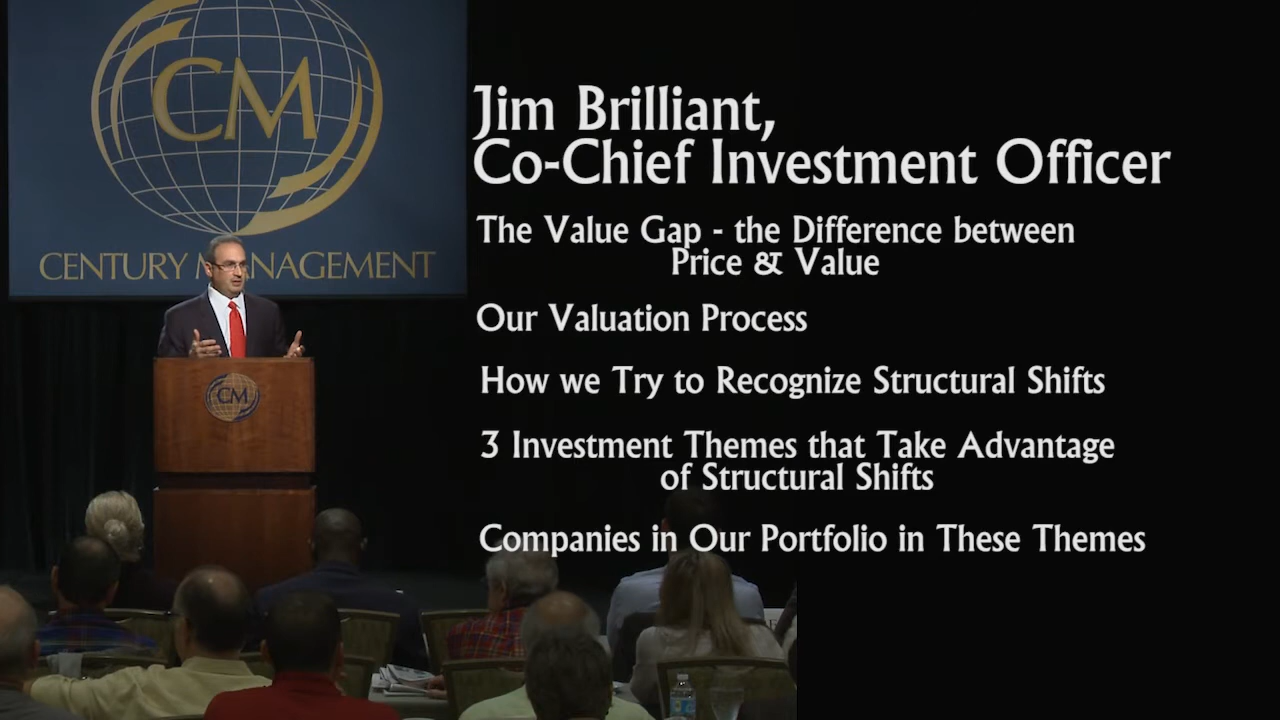 CM
CENTURY M NAGEMENT
CM
Jim Brilliant,
Co-Chief Investment Officer
The Value Gap - the Difference between
Price & Value
Our Valuation Process
How we Try to Recognize Structural Shifts
3 Investment Themes that Take Advantage
of Structural Shifts
Companies in Our Portfolio in These Themes